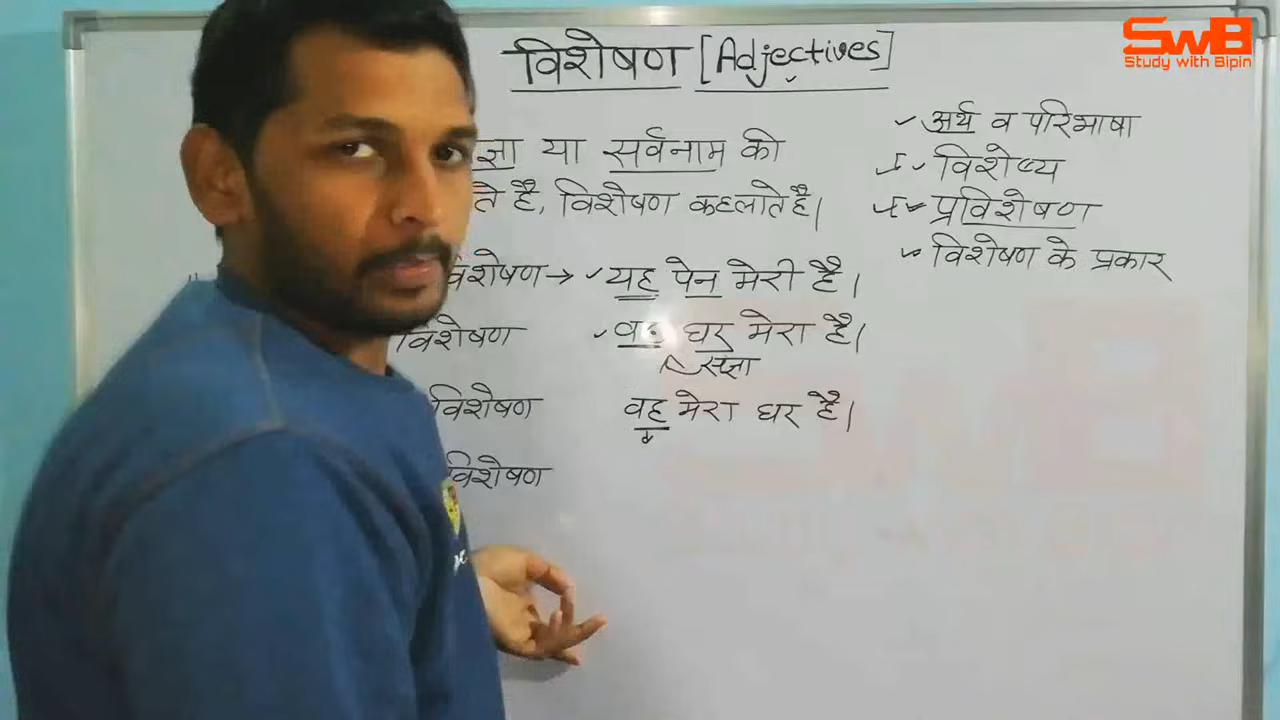 विशेषण [Adjectives]
SwB
Study with Bipin
ज्ञा या सर्वनाम की
ते है, विशेषण कहलाते है।
विशेषण → यह पेन मेरी है।
विशेषण वह घर मेरा है।
संज्ञा
विशेषण वह मेरा घर है।
विशेषण
अर्थ व परिभाषा
विशेष्य
प्रविशेषण
विशेषण के प्रकार